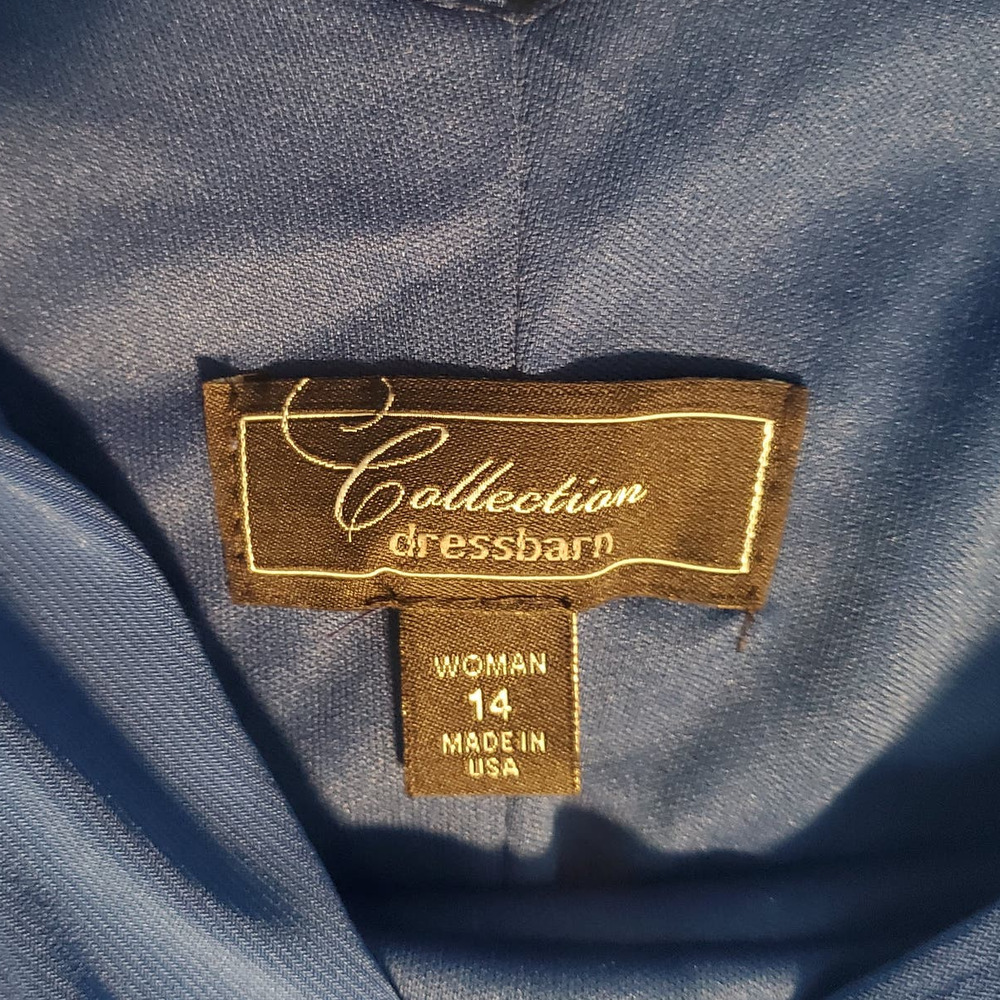 Collection
dressbarn
WOMAN
14
MADE IN
USA